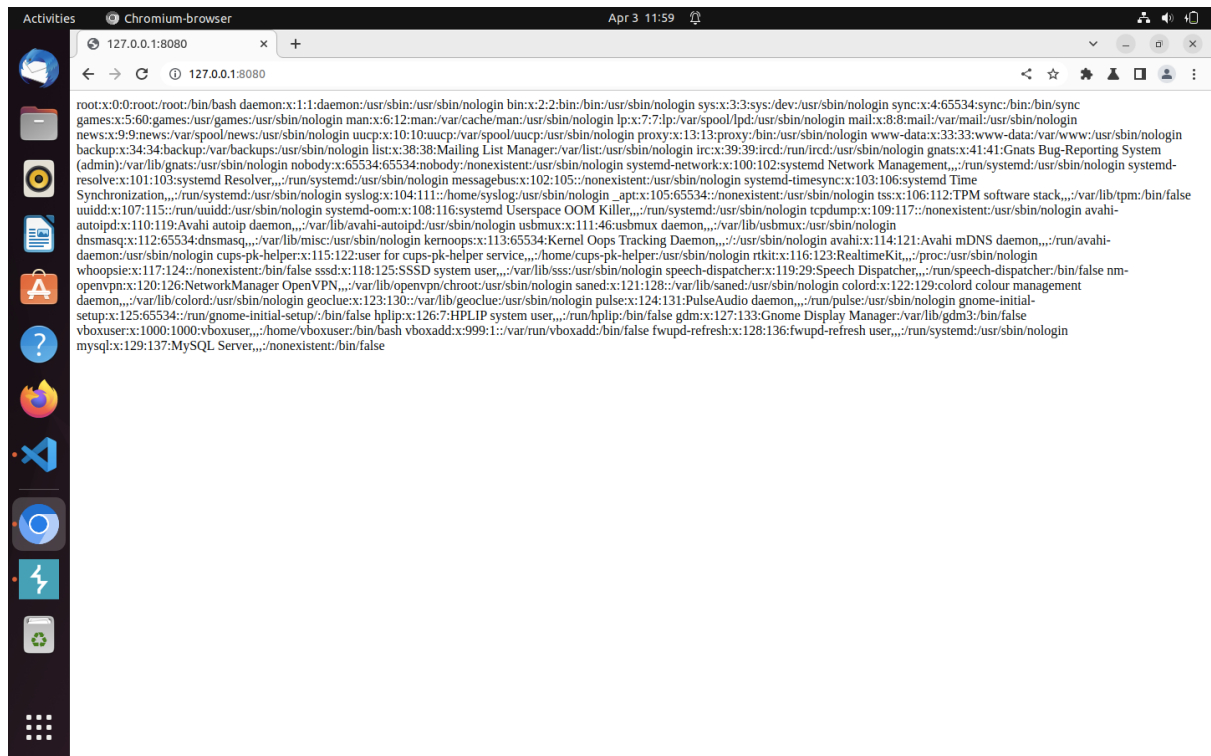 Activities
Chromium-browser
Apr 3 11:59
127.0.0.1:8080
127.0.0.1:8080
root:x:0:0:root:/root:/bin/bash daemon:x:1:1:daemon:/usr/sbin:/usr/sbin/nologin bin:x:2:2:bin:/bin:/usr/sbin/nologin sys:x:3:3:sys:/dev:/usr/sbin/nologin sync:x:4:65534:sync:/bin:/bin/sync
games:x:5:60:games:/usr/games:/usr/sbin/nologin man:x:6:12:man:/var/cache/man:/usr/sbin/nologin lp:x:7:7:lp:/var/spool/lpd:/usr/sbin/nologin mail:x:8:8:mail:/var/mail:/usr/sbin/nologin
news:x:9:9:news:/var/spool/news:/usr/sbin/nologin uucp:x:10:10:uucp:/var/spool/uucp:/usr/sbin/nologin proxy:x:13:13:proxy:/bin:/usr/sbin/nologin www-data:x:33:33:www-data:/var/www:/usr/sbin/nologin
backup:x:34:34:backup:/var/backups:/usr/sbin/nologin list:x:38:38:Mailing List Manager:/var/list:/usr/sbin/nologin irc:x:39:39:ircd:/run/ircd:/usr/sbin/nologin gnats:x:41:41:Gnats Bug-Reporting System
(admin):/var/lib/gnats:/usr/sbin/nologin nobody:x:65534:65534:nobody:/nonexistent:/usr/sbin/nologin systemd-network:x:100:102:systemd Network Management,,,:/run/systemd:/usr/sbin/nologin systemd-
resolve:x:101:103:systemd Resolver,,,:/run/systemd:/usr/sbin/nologin messagebus:x:102:105::/nonexistent:/usr/sbin/nologin systemd-timesync:x:103:106:systemd Time
Synchronization,,,:/run/systemd:/usr/sbin/nologin syslog:x:104:111::/home/syslog:/usr/sbin/nologin _apt:x:105:65534::/nonexistent:/usr/sbin/nologin tss:x:106:112:TPM software stack,,,:/var/lib/tpm:/bin/false
uuidd:x:107:115::/run/uuidd:/usr/sbin/nologin systemd-oom:x:108:116:systemd Userspace OOM Killer,,,:/run/systemd:/usr/sbin/nologin tcpdump:x:109:117::/nonexistent:/usr/sbin/nologin avahi-
autoipd:x:110:119:Avahi autoip daemon,,,:/var/lib/avahi-autoipd:/usr/sbin/nologin usbmux:x:111:46:usbmux daemon,,,:/var/lib/usbmux:/usr/sbin/nologin
dnsmasq:x:112:65534:dnsmasq,,,:/var/lib/misc:/usr/sbin/nologin kernoops:x:113:65534:Kernel Oops Tracking Daemon,,,:/:/usr/sbin/nologin avahi:x:114:121:Avahi mDNS daemon,,,:/run/avahi-
daemon:/usr/sbin/nologin cups-pk-helper:x:115:122:user for cups-pk-helper service,,,:/home/cups-pk-helper:/usr/sbin/nologin rtkit:x:116:123:RealtimeKit,,,:/proc:/usr/sbin/nologin
whoopsie:x:117:124::/nonexistent:/bin/false sssd:x:118:125:SSSD system user,,,:/var/lib/sss:/usr/sbin/nologin speech-dispatcher:x:119:29:Speech Dispatcher,,,:/run/speech-dispatcher:/bin/false nm-
openvpn:x:120:126:NetworkManager OpenVPN,,,:/var/lib/openvpn/chroot:/usr/sbin/nologin saned:x:121:128::/var/lib/saned:/usr/sbin/nologin colord:x:122:129:colord colour management
daemon,,,:/var/lib/colord:/usr/sbin/nologin geoclue:x:123:130::/var/lib/geoclue:/usr/sbin/nologin pulse:x:124:131:PulseAudio daemon,,,:/run/pulse:/usr/sbin/nologin gnome-initial-
setup:x:125:65534::/run/gnome-initial-setup/:/bin/false hplip:x:126:7:HPLIP system user,,,:/run/hplip:/bin/false gdm:x:127:133:Gnome Display Manager:/var/lib/gdm3:/bin/false
vboxuser:x:1000:1000:vboxuser,,,:/home/vboxuser:/bin/bash vboxadd:x:999:1::/var/run/vboxadd:/bin/false fwupd-refresh:x:128:136:fwupd-refresh user,,,:/run/systemd:/usr/sbin/nologin
mysql:x:129:137:MySQL Server,,,:/nonexistent:/bin/false